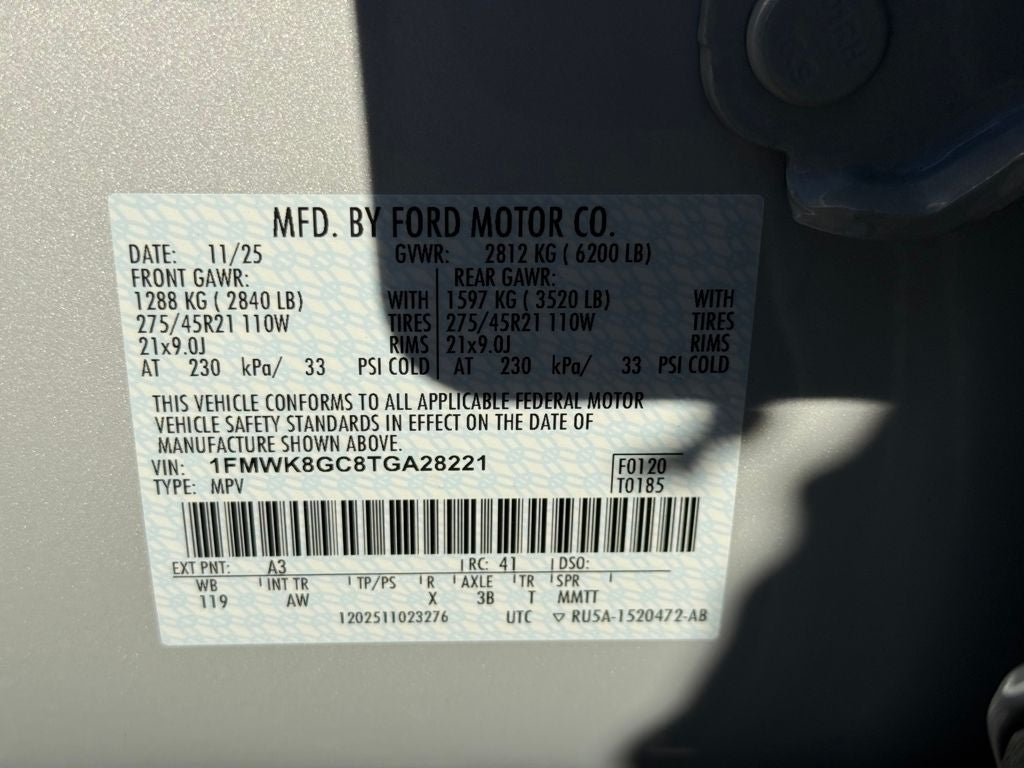 MFD. BY FORD MOTOR CO.
DATE: 11/25 GVWR: 2812 KG ( 6200 LB)
FRONT GAWR: REAR GAWR:
1288 KG ( 2840 LB) WITH 1597 KG ( 3520 LB) WITH
275/45R21 110W TIRES 275/45R21 110W TIRES
21x9.0J RIMS 21x9.0J RIMS
AT 230 kPa/ 33 PSI COLD AT 230 kPa/ 33 PSI COLD
THIS VEHICLE CONFORMS TO ALL APPLICABLE FEDERAL MOTOR
VEHICLE SAFETY STANDARDS IN EFFECT ON THE DATE OF
MANUFACTURE SHOWN ABOVE.
VIN: 1FMWK8GC8TGA28221 F0120
TYPE: MPV T0185
EXT PNT: A3 RC: 41 DSO:
WB INT TR TP/PS R AXLE TR SPR
119 AW X 3B T MMTT
1202511023276 UTC ▽ RU5A-1520472-AB